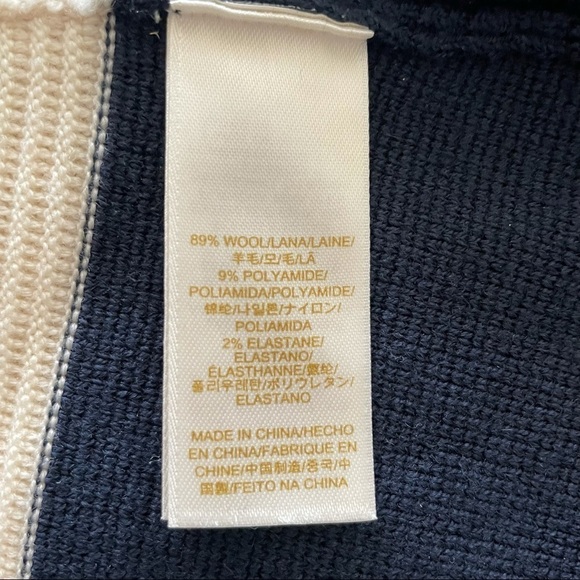 89% WOOL/LANA/LAINE/
羊毛/모/毛/LÃ
9% POLYAMIDE/
POLIAMIDA/POLYAMIDE/
锦纶/나일론/ナイロン/
POLIAMIDA
2% ELASTANE/
ELASTANO/
ÉLASTHANNE/氨纶/
폴리우레탄/ポリウレタン/
ELASTANO
MADE IN CHINA/HECHO
EN CHINA/FABRIQUE EN
CHINE/中国制造/중국/中
国製/FEITO NA CHINA